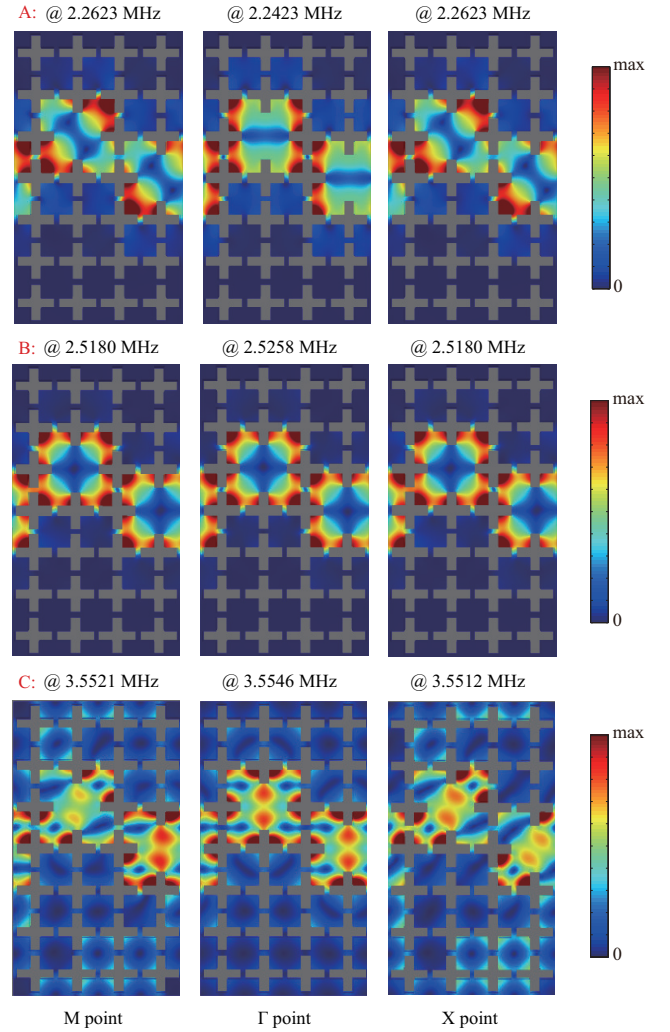 A: @ 2.2623 MHz @ 2.2423 MHz @ 2.2623 MHz
max
0
B: @ 2.5180 MHz @ 2.5258 MHz @ 2.5180 MHz
max
0
C: @ 3.5521 MHz @ 3.5546 MHz @ 3.5512 MHz
max
0
M point Γ point X point